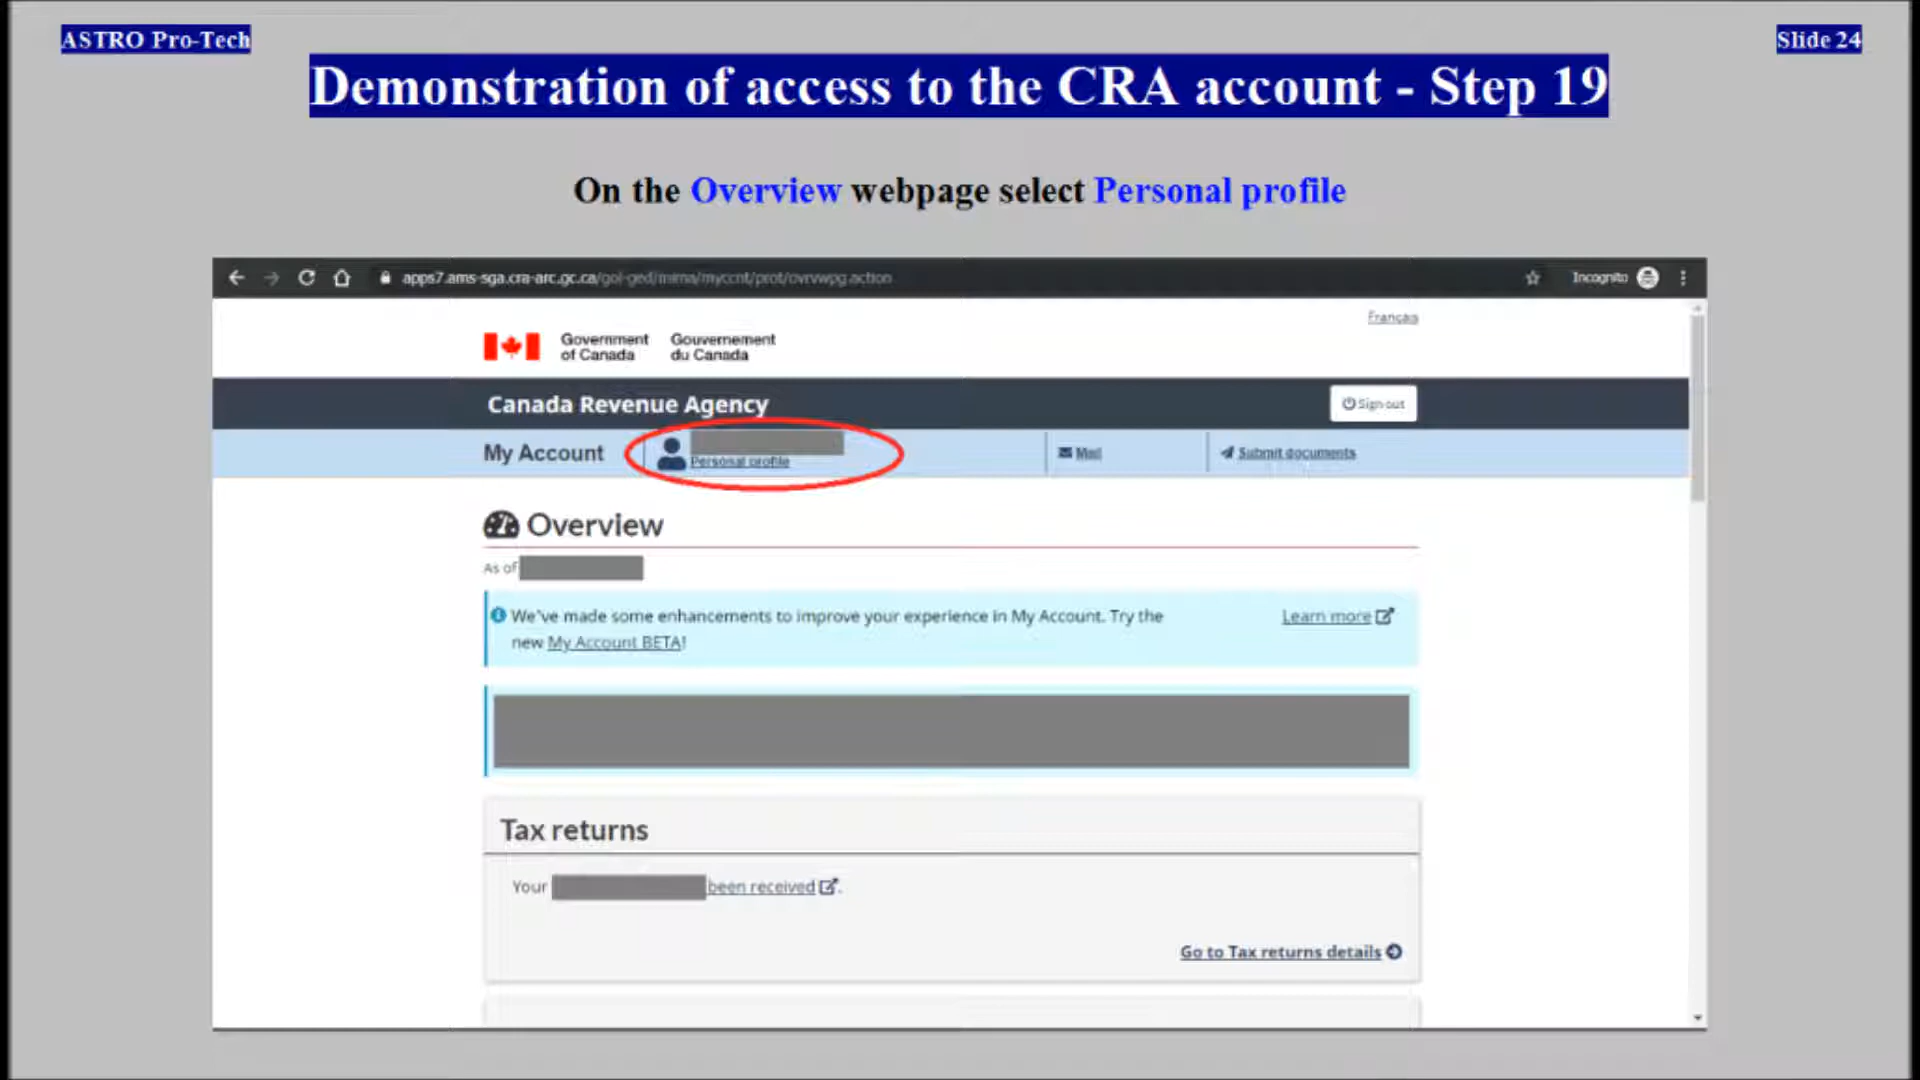 ASTRO Pro-Tech
Slide 24
Demonstration of access to the CRA account - Step 19
On the Overview webpage select Personal profile
apps7.ams-sga.cra-arc.gc.ca/gol-ged/mima/myccnt/prot/ovrvwpg.action
Incognito
Français
Government of Canada
Gouvernement du Canada
Canada Revenue Agency
Sign out
My Account
Personal profile
Mail
Submit documents
Overview
As of
We've made some enhancements to improve your experience in My Account. Try the
new My Account BETA!
Learn more
Tax returns
Your been received.
Go to Tax returns details